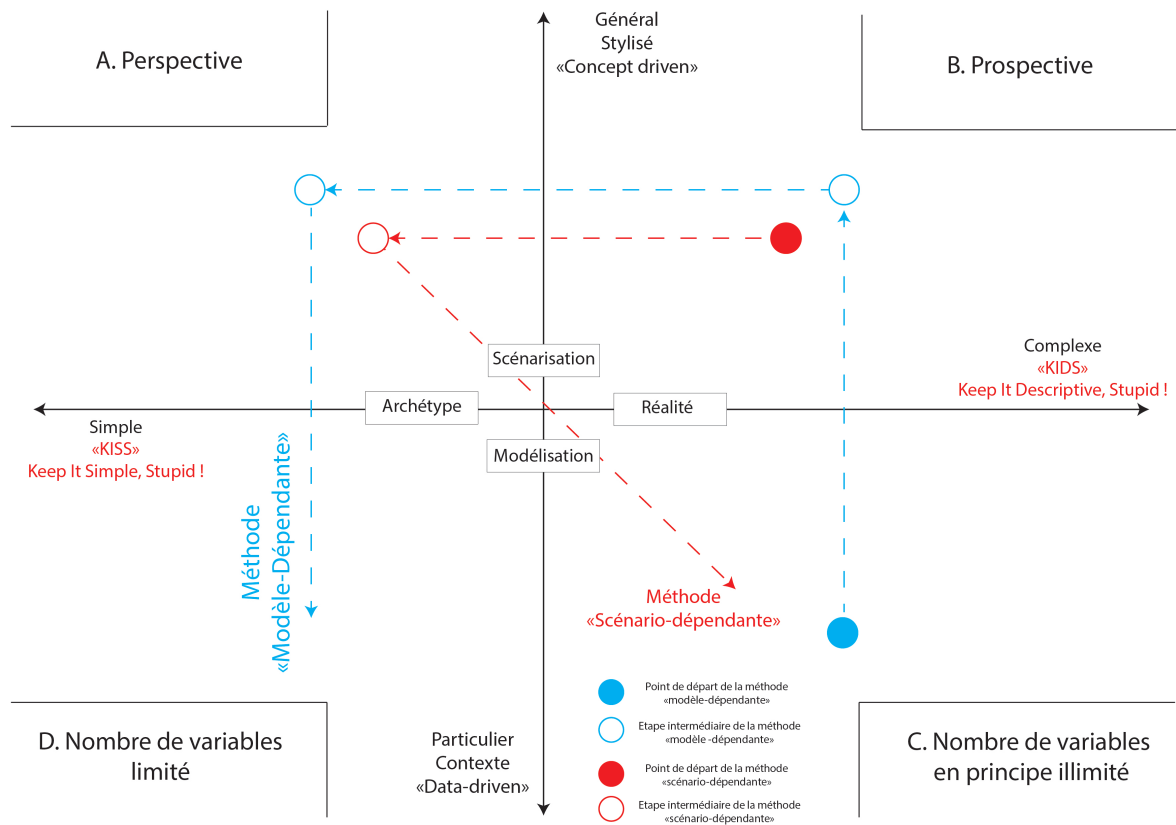 A. Perspective
Général
Stylisé
«Concept driven»
B. Prospective
Scénarisation
Archétype
Réalité
Modélisation
Complexe
«KIDS»
Keep It Descriptive, Stupid !
Simple
«KISS»
Keep It Simple, Stupid !
Méthode
«Modèle-Dépendante»
Méthode
«Scénario-dépendante»
Point de départ de la méthode
«modèle-dépendante»
Etape intermédiaire de la méthode
«modèle -dépendante»
Point de départ de la méthode
«scénario-dépendante»
Etape intermédiaire de la méthode
«scénario-dépendante»
D. Nombre de variables
limité
Particulier
Contexte
«Data-driven»
C. Nombre de variables
en principe illimité